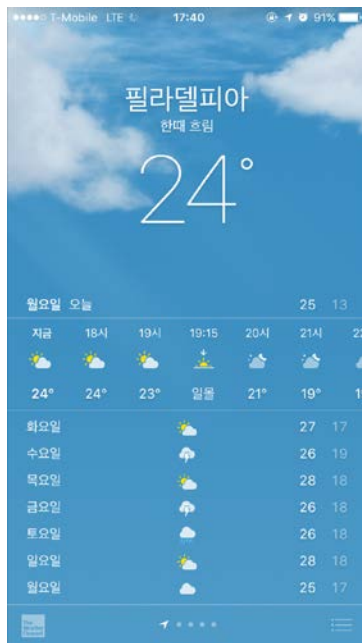 T-Mobile LTE 17:40 91%
필라델피아
한때 흐림
24°
월요일 오늘 25 13
지금 18시 19시 19:15 20시 21시
24° 24° 23° 일몰 21° 19°
화요일 27 17
수요일 26 19
목요일 28 18
금요일 26 18
토요일 26 18
일요일 28 18
월요일 25 17
The Weather Channel